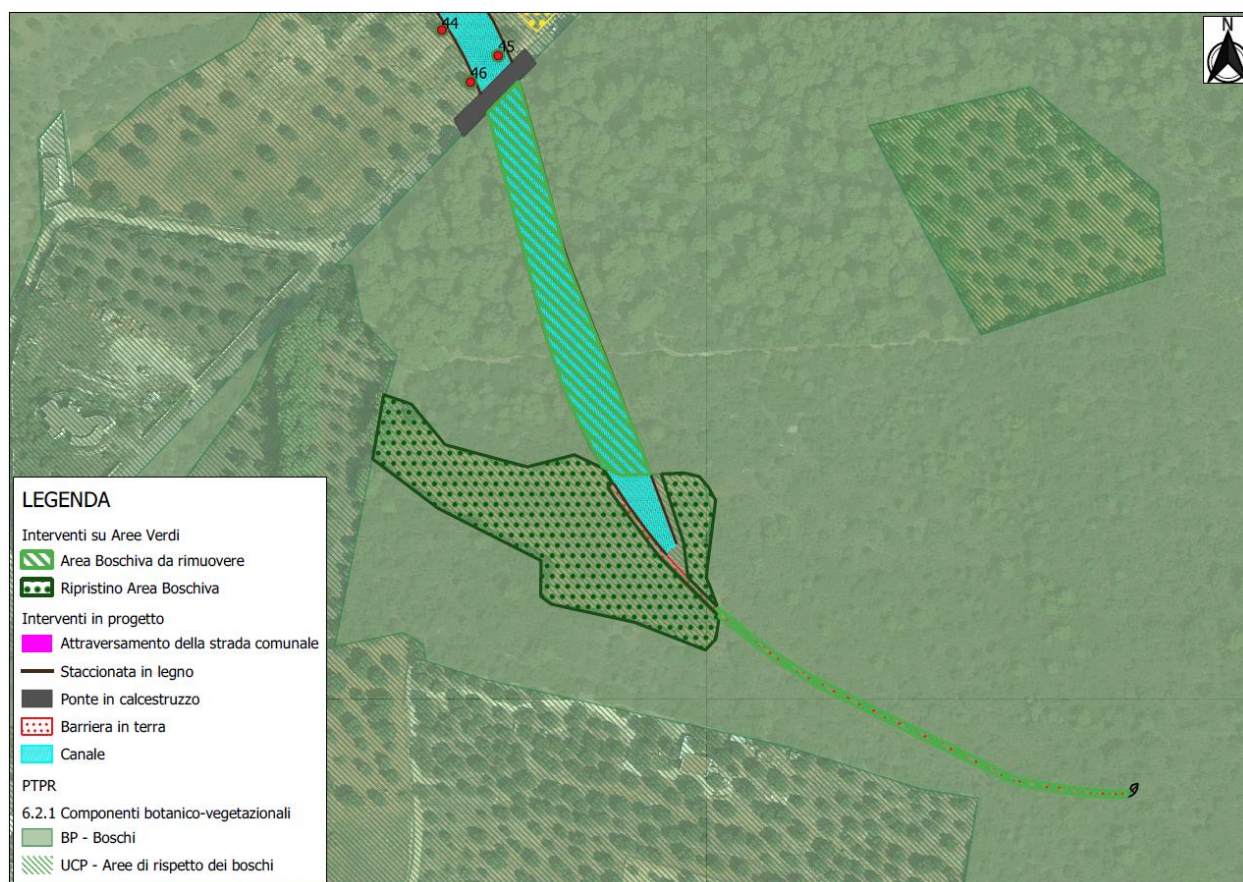 44
45
46
N
LEGENDA
Interventi su Aree Verdi
Area Boschiva da rimuovere
Ripristino Area Boschiva
Interventi in progetto
Attraversamento della strada comunale
Staccionata in legno
Ponte in calcestruzzo
Barriera in terra
Canale
PTPR
6.2.1 Componenti botanico-vegetazionali
BP - Boschi
UCP - Aree di rispetto dei boschi